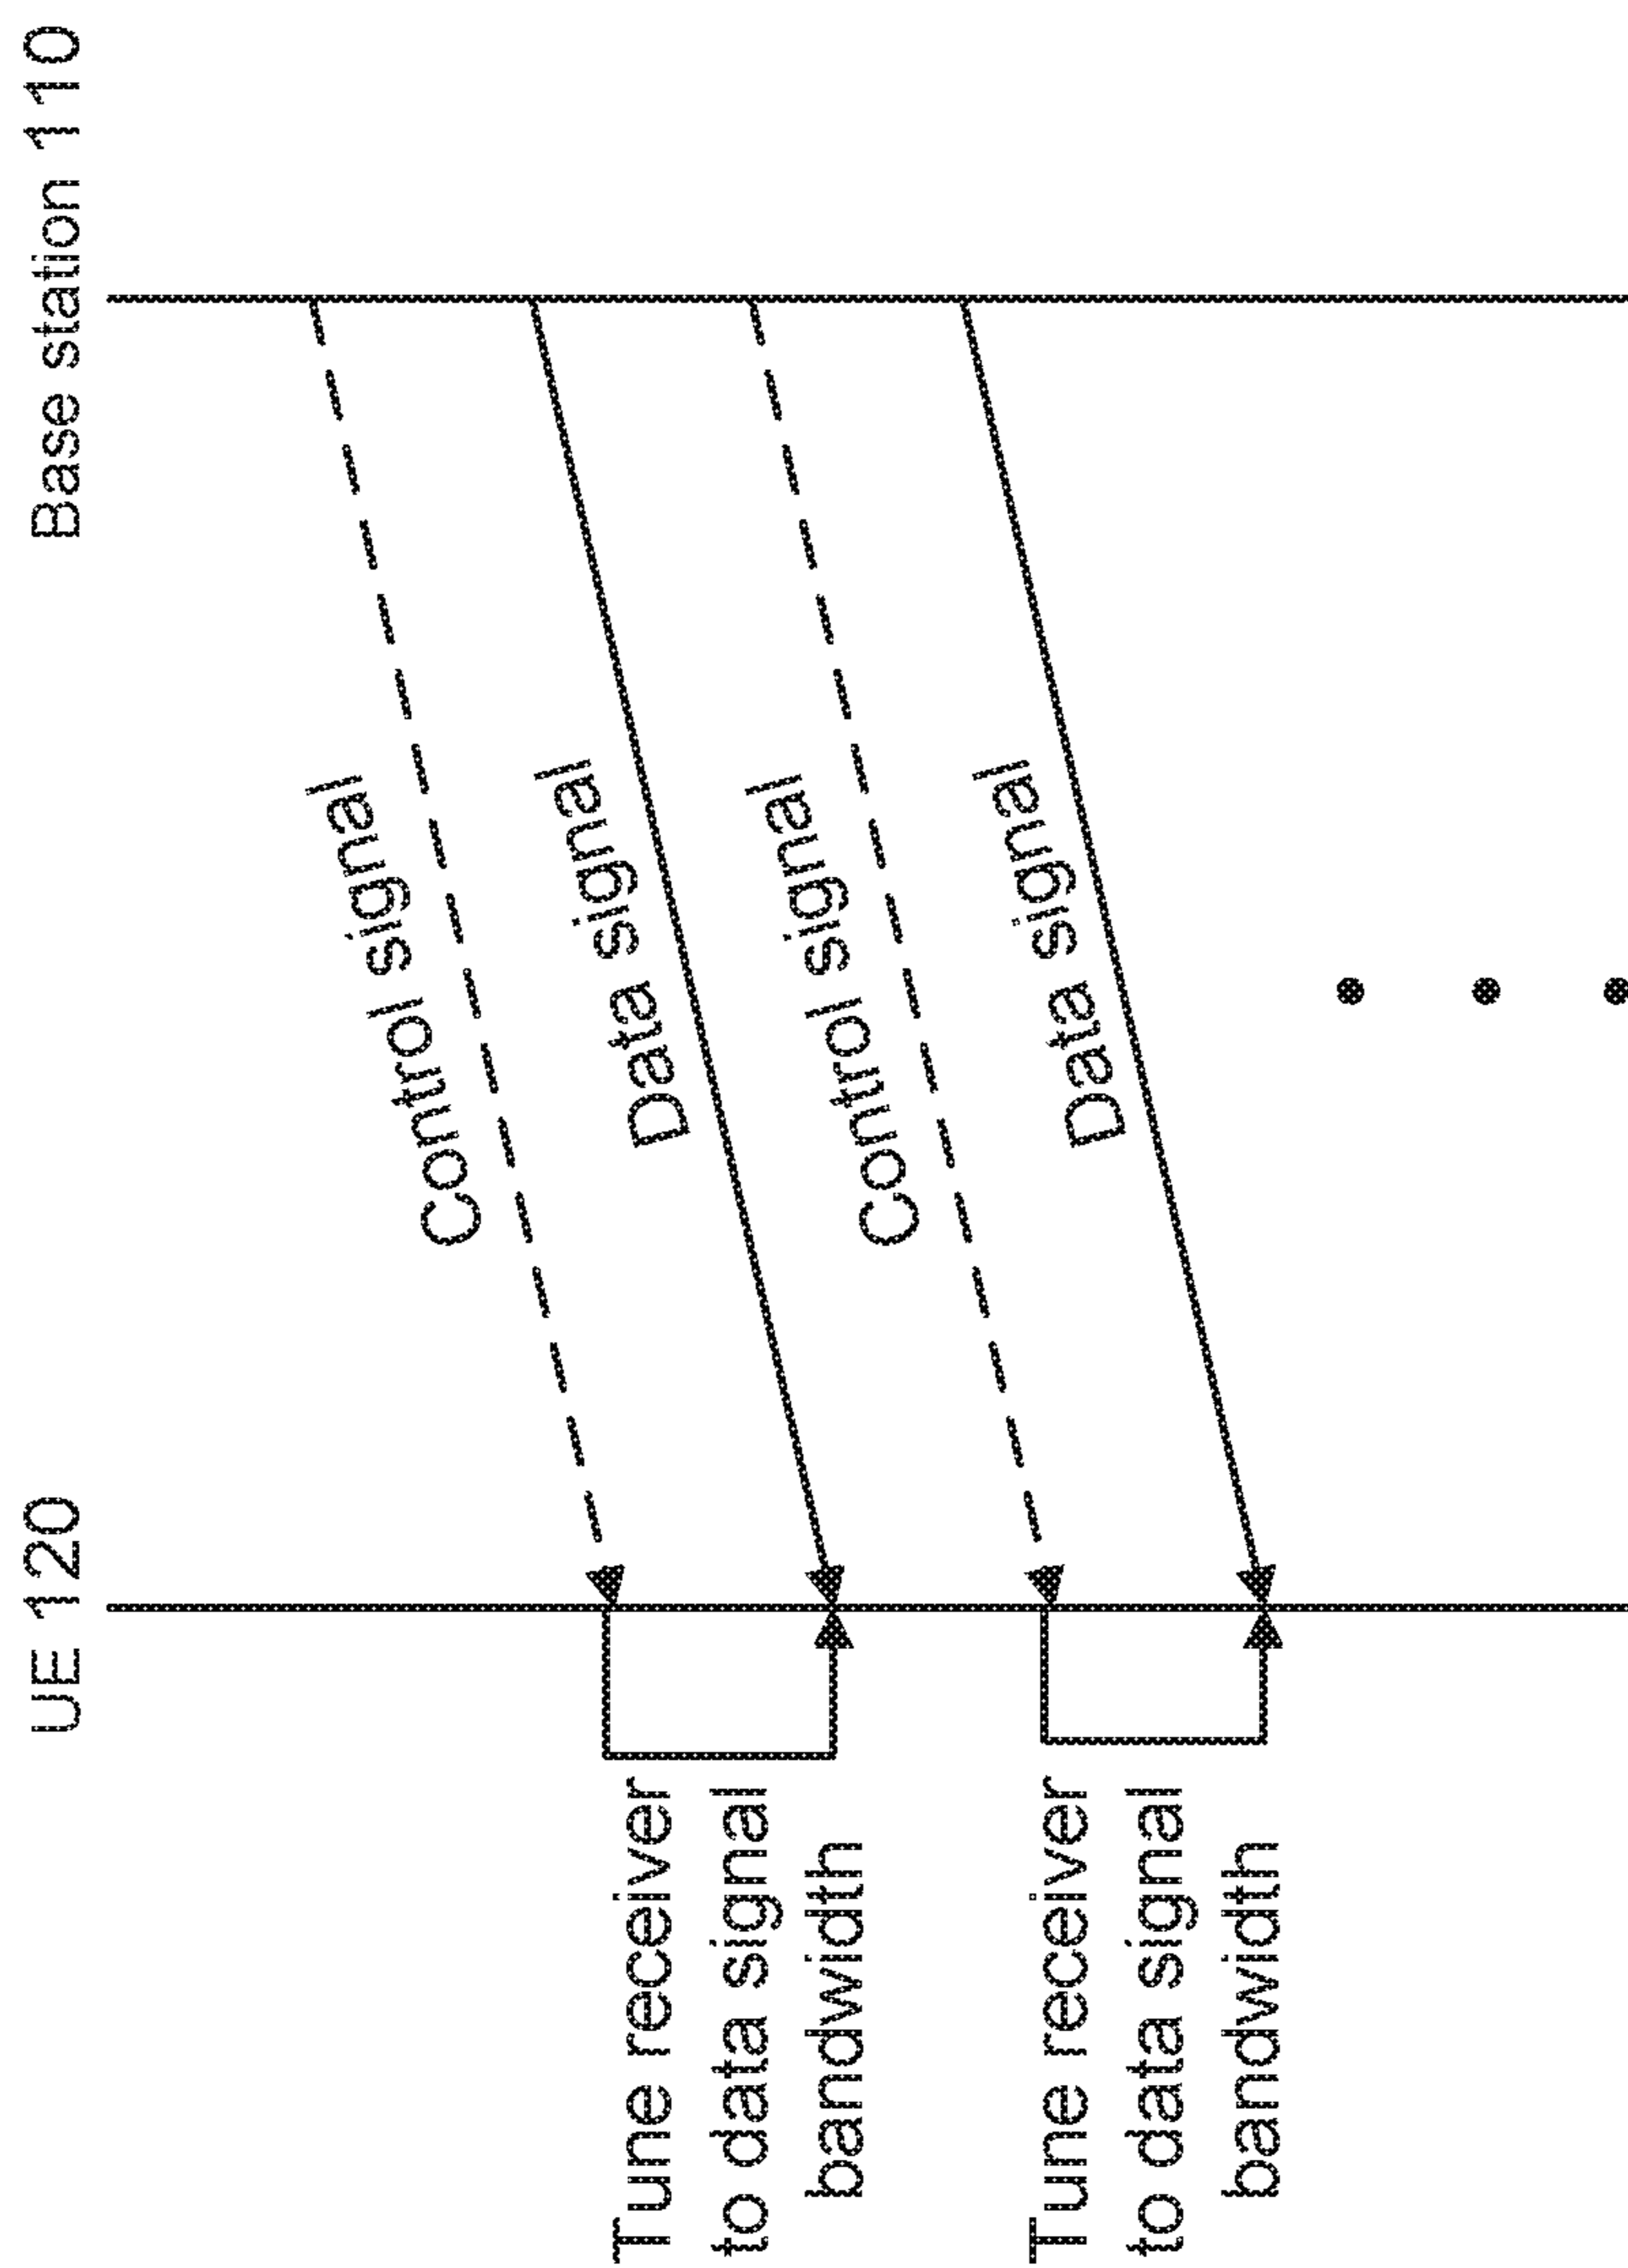 UE 120
Base station 110
Control signal
Data signal
Tune receiver
to data signal
bandwidth
Control signal
Data signal
Tune receiver
to data signal
bandwidth